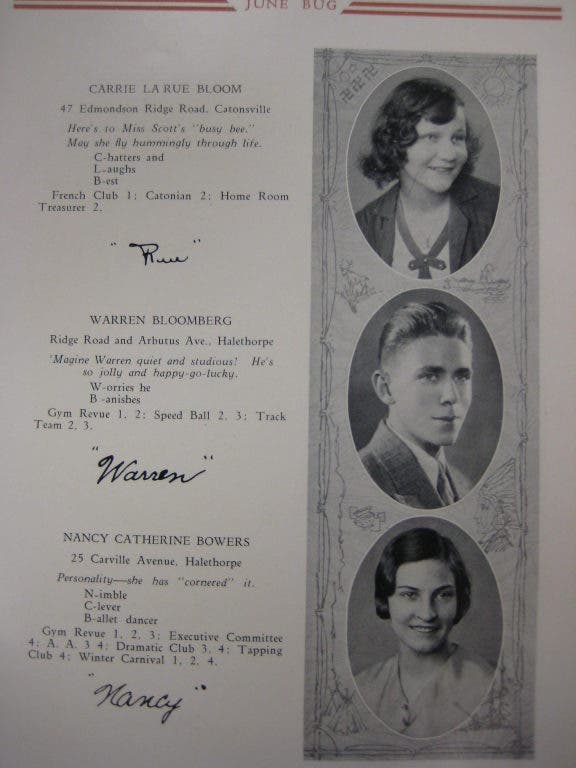 JUNE BUG
CARRIE LA RUE BLOOM
47 Edmondson Ridge Road, Catonsville
Here's to Miss Scott's "busy bee."
May she fly hummingly through life.
C-hatters and
L-aughs
B-est
French Club 1; Catonian 2; Home Room
Treasurer 2.
"Rue"
WARREN BLOOMBERG
Ridge Road and Arbutus Ave., Halethorpe
'Magine Warren quiet and studious! He's
so jolly and happy-go-lucky.
W-orries he
B-anishes
Gym Revue 1, 2; Speed Ball 2, 3; Track
Team 2, 3.
"Warren"
NANCY CATHERINE BOWERS
25 Carville Avenue, Halethorpe
Personality—she has "cornered" it.
N-imble
C-lever
B-allet dancer
Gym Revue 1, 2, 3; Executive Committee
4; A. A. 3 4; Dramatic Club 3, 4; Tapping
Club 4; Winter Carnival 1, 2, 4.
"Nancy"